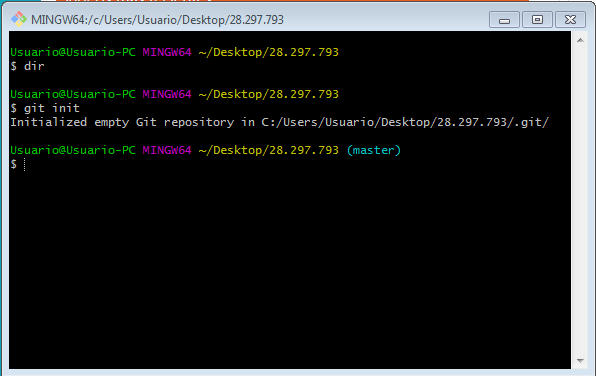 MINGW64:/c/Users/Usuario/Desktop/28.297.793
Usuario@Usuario-PC MINGW64 ~/Desktop/28.297.793
$ dir
Usuario@Usuario-PC MINGW64 ~/Desktop/28.297.793
$ git init
Initialized empty Git repository in C:/Users/Usuario/Desktop/28.297.793/.git/
Usuario@Usuario-PC MINGW64 ~/Desktop/28.297.793 (master)
$